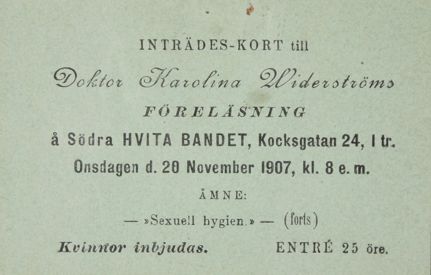 INTRÄDES-KORT till
Doktor Karolina Widerströms
FÖRELÄSNING
å Södra HVITA BANDET, Kocksgatan 24, I tr.
Onsdagen d. 20 November 1907, kl. 8 e. m.
ÄMNE:
— »Sexuell hygien.» — (forts)
Kvinnor inbjudas. ENTRÉ 25 öre.